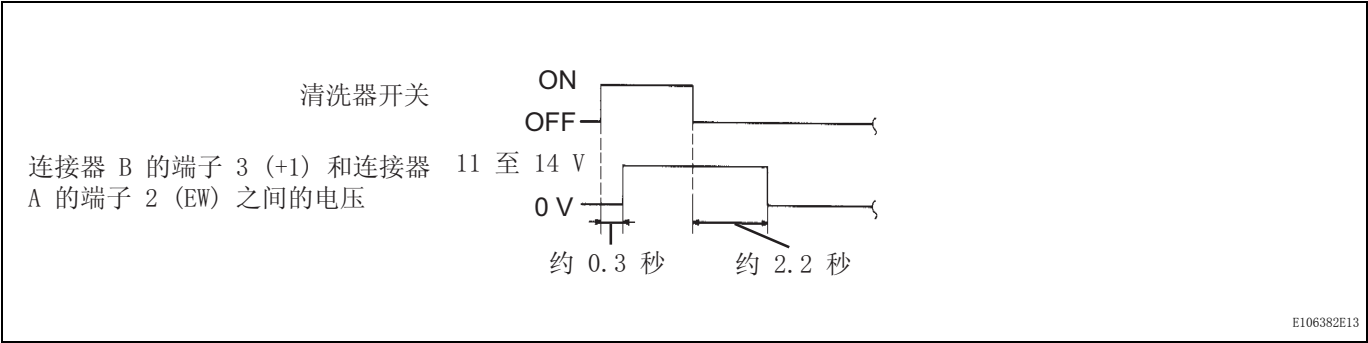 清洗器开关
ON
OFF
连接器 B 的端子 3 (+1) 和连接器
A 的端子 2 (EW) 之间的电压
11 至 14 V
0 V
约 0.3 秒
约 2.2 秒
E106382E13